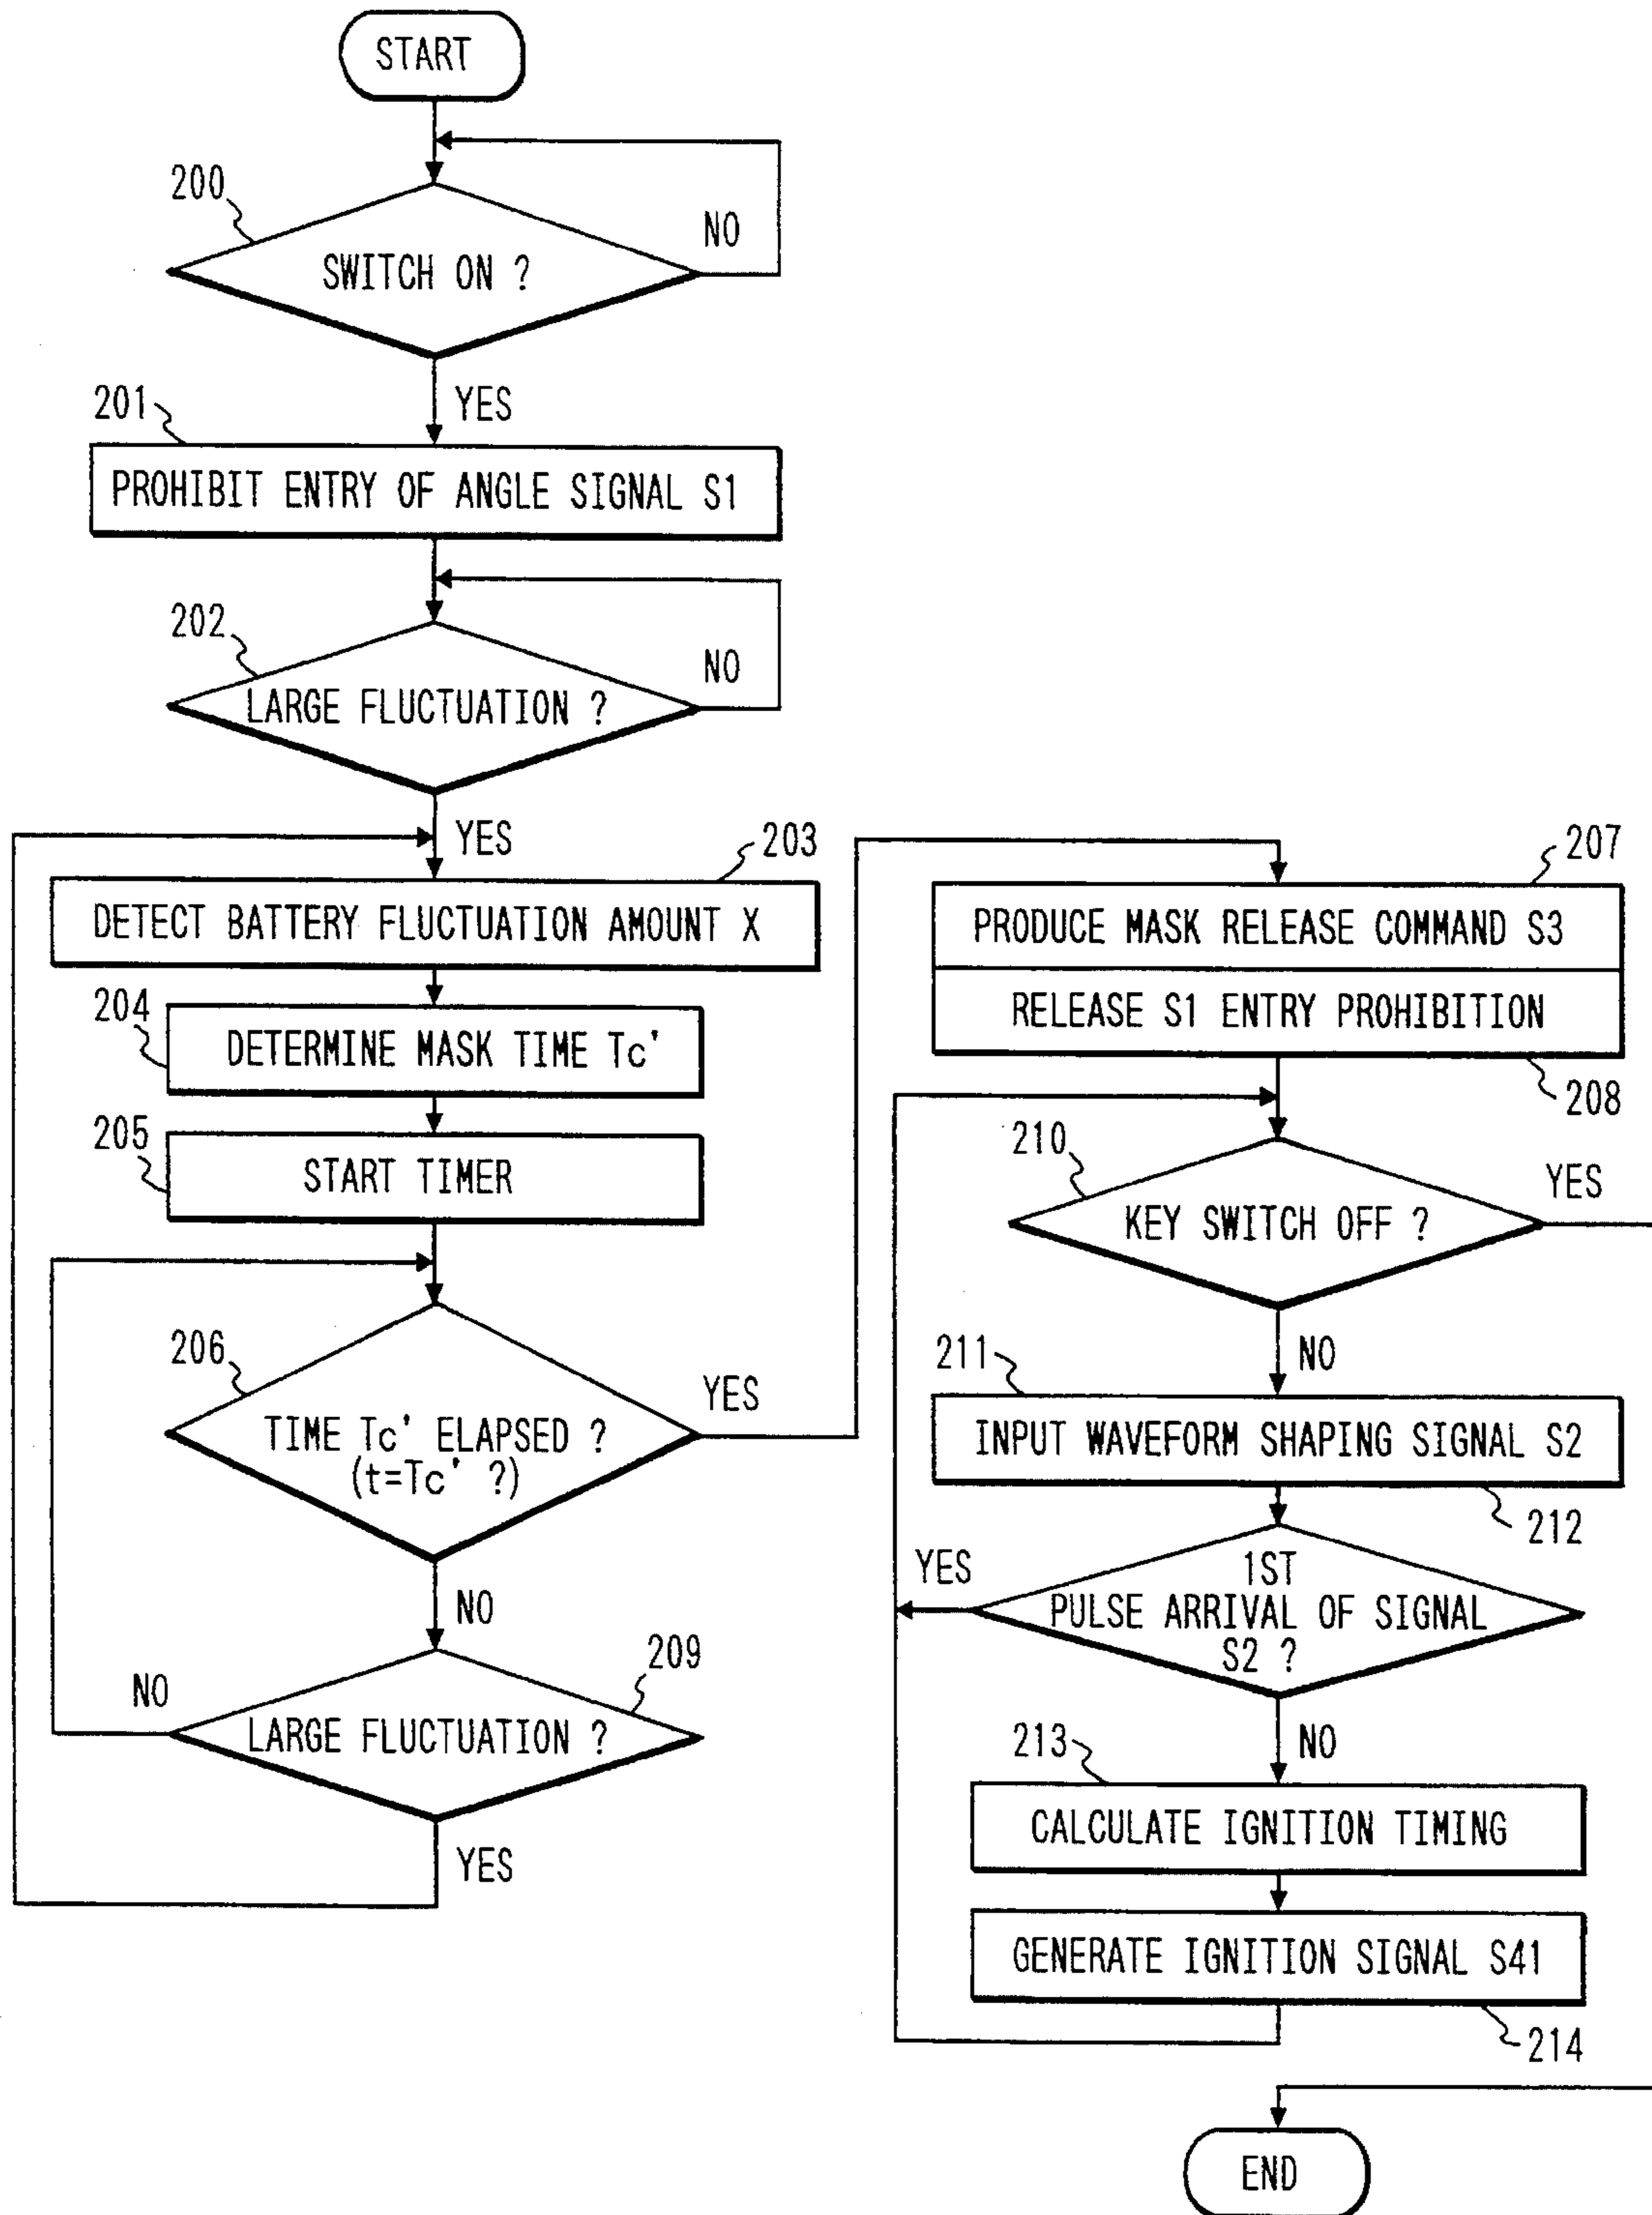 START
200
SWITCH ON ?
NO
YES
201
PROHIBIT ENTRY OF ANGLE SIGNAL S1
202
LARGE FLUCTUATION ?
NO
YES
203
DETECT BATTERY FLUCTUATION AMOUNT X
204
DETERMINE MASK TIME Tc'
205
START TIMER
206
TIME Tc' ELAPSED ?
(t=Tc' ?)
YES
NO
209
LARGE FLUCTUATION ?
NO
YES
207
PRODUCE MASK RELEASE COMMAND S3
RELEASE S1 ENTRY PROHIBITION
208
210
KEY SWITCH OFF ?
YES
NO
211
INPUT WAVEFORM SHAPING SIGNAL S2
212
1ST
PULSE ARRIVAL OF SIGNAL
S2 ?
YES
NO
213
CALCULATE IGNITION TIMING
GENERATE IGNITION SIGNAL S41
214
END